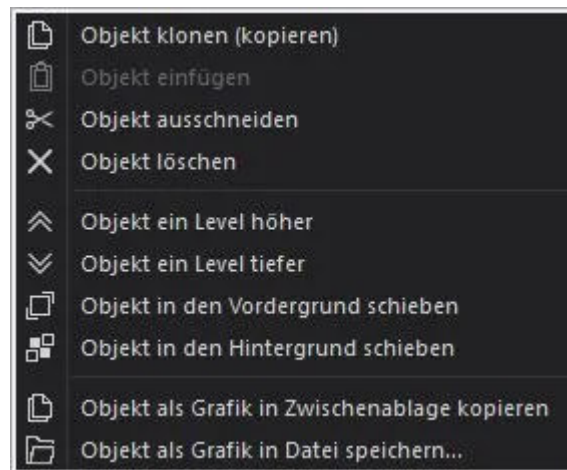 Objekt klonen (kopieren)
Objekt einfügen
Objekt ausschneiden
Objekt löschen
Objekt ein Level höher
Objekt ein Level tiefer
Objekt in den Vordergrund schieben
Objekt in den Hintergrund schieben
Objekt als Grafik in Zwischenablage kopieren
Objekt als Grafik in Datei speichern...